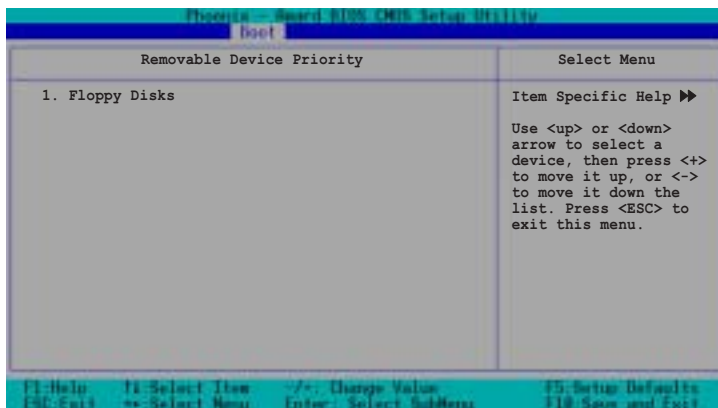 Phoenix - Award BIOS CMOS Setup Utility
Boot
Removable Device Priority
Select Menu
1. Floppy Disks
Item Specific Help
Use <up> or <down>
arrow to select a
device, then press <+>
to move it up, or <->
to move it down the
list. Press <ESC> to
exit this menu.
F1:Help Select Item -/+: Change Value F5:Setup Defaults
ESC:Exit Select Menu Enter: Select SubMenu F10 Save and Exit